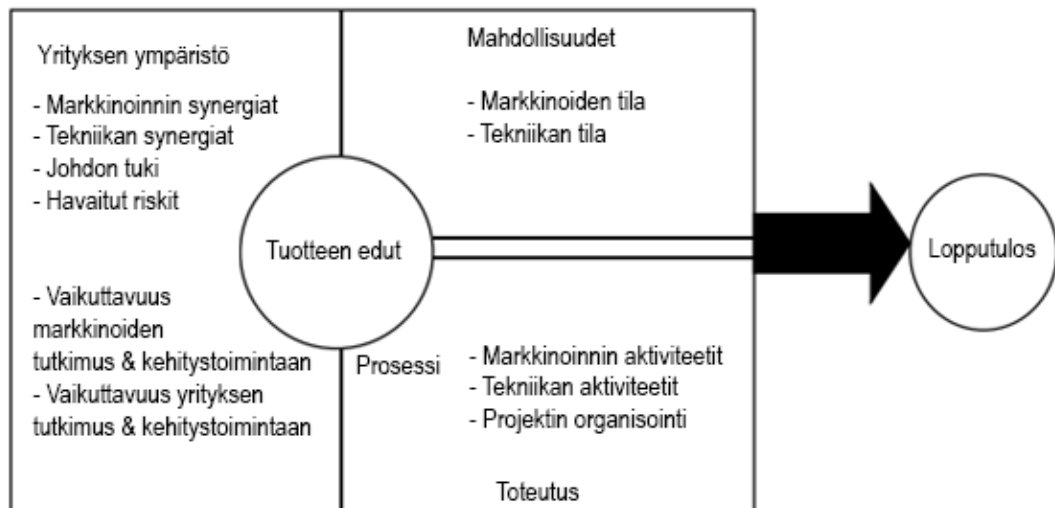 Yrityksen ympäristö
- Markkinoinnin synergiat
- Tekniikan synergiat
- Johdon tuki
- Havaitut riskit
- Vaikuttavuus
markkinoiden
tutkimus & kehitystoimintaan
- Vaikuttavuus yrityksen
tutkimus & kehitystoimintaan
Mahdollisuudet
- Markkinoiden tila
- Tekniikan tila
Tuotteen edut
Prosessi
- Markkinoinnin aktiviteetit
- Tekniikan aktiviteetit
- Projektin organisointi
Toteutus
Lopputulos